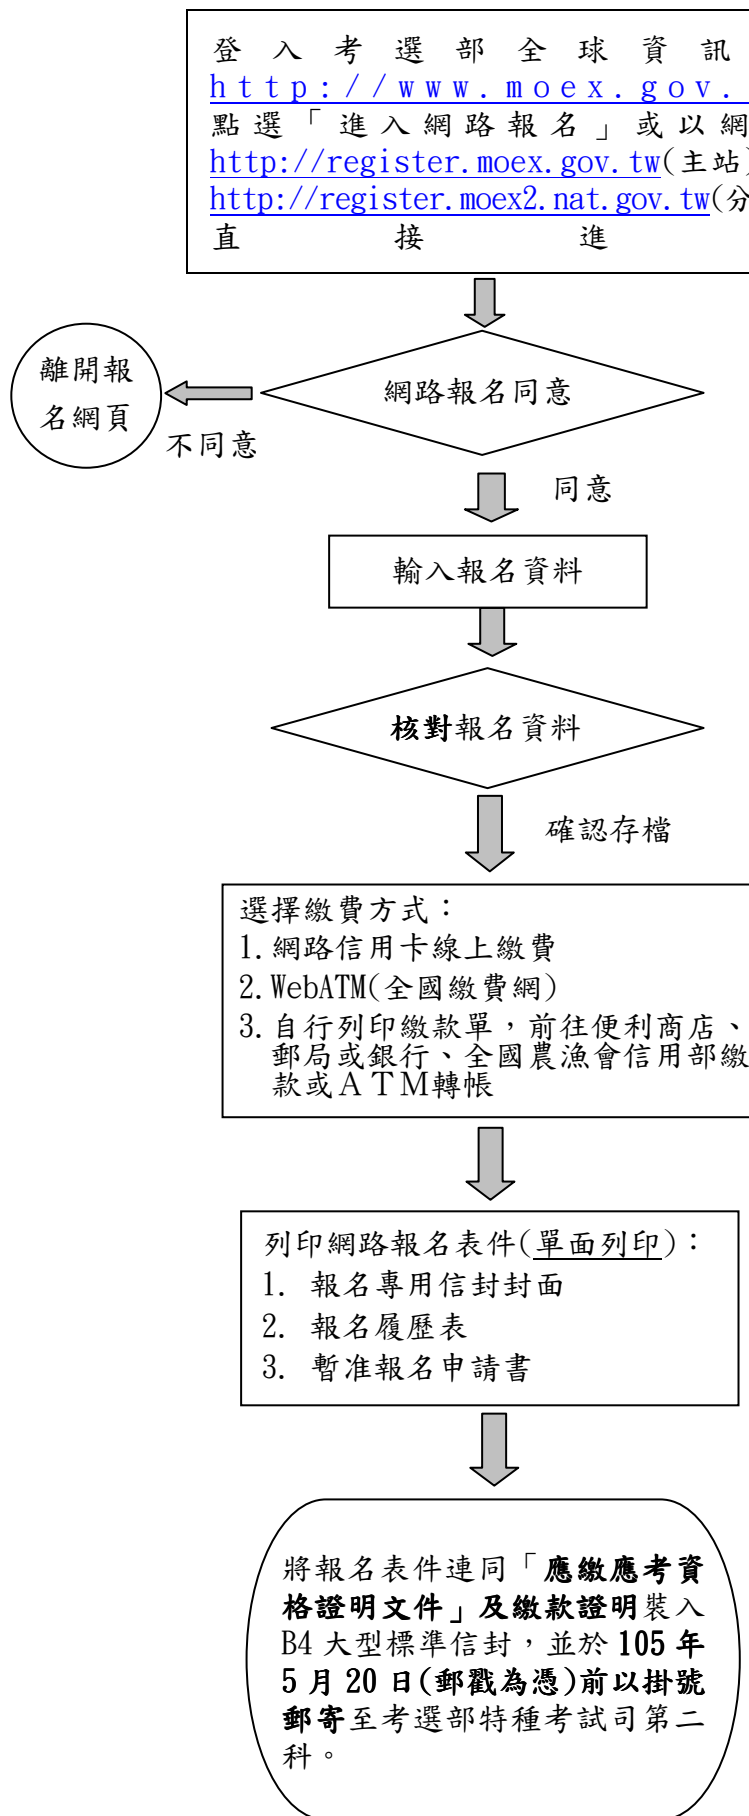 登入考選部全球資訊
http://www.moex.gov.
點選「進入網路報名」或以網
http://register.moex.gov.tw(主站)
http://register.moex2.nat.gov.tw(分
直接進
離開報
名網頁
網路報名同意
不同意
同意
輸入報名資料
核對報名資料
確認存檔
選擇繳費方式：
1.網路信用卡線上繳費
2.WebATM(全國繳費網)
3.自行列印繳款單，前往便利商店、
郵局或銀行、全國農漁會信用部繳
款或ＡＴＭ轉帳
列印網路報名表件(單面列印)：
1. 報名專用信封封面
2. 報名履歷表
3. 暫准報名申請書
將報名表件連同「應繳應考資
格證明文件」及繳款證明裝入
B4 大型標準信封，並於 105 年
5 月 20 日(郵戳為憑)前以掛號
郵寄至考選部特種考試司第二
科。